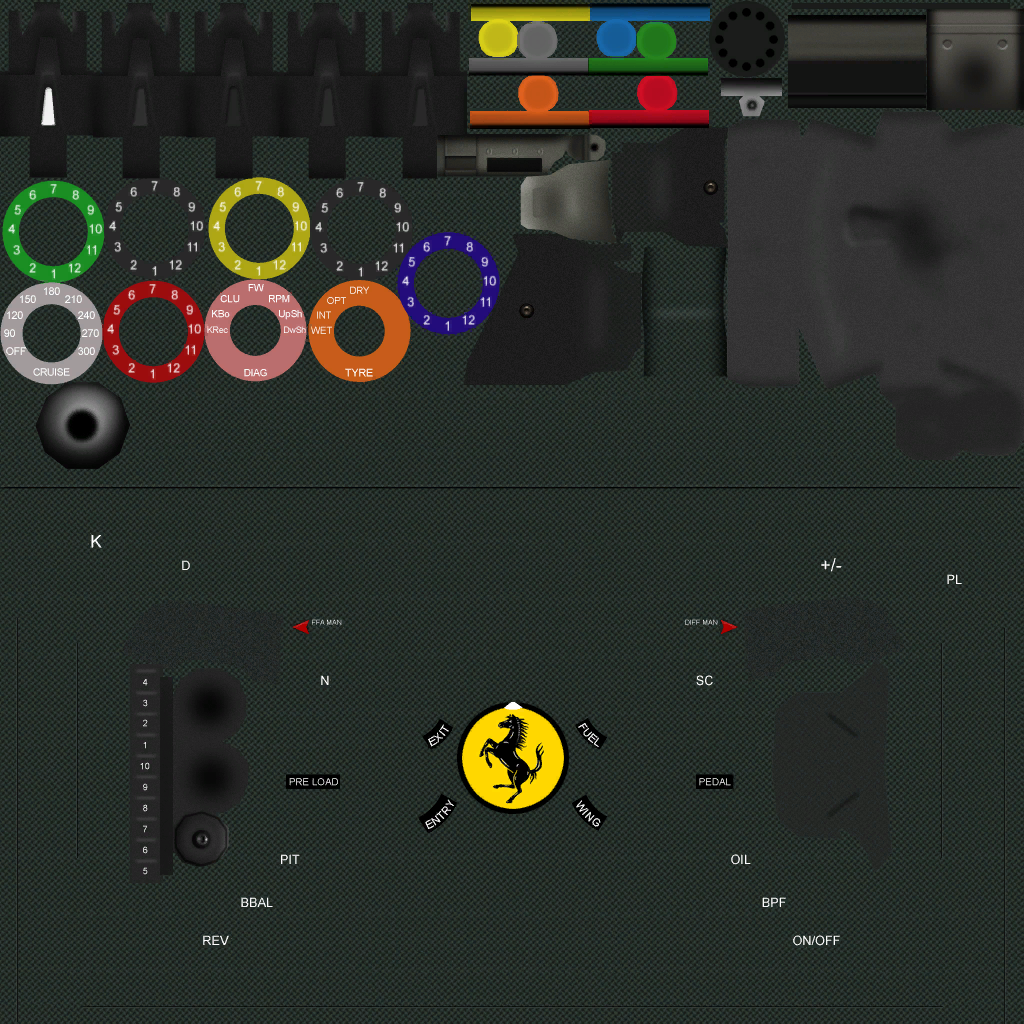 7
6 8
5 9
4 10
3 11
2 12
1
7
6 8
5 9
4 10
3 11
2 12
1
7
6 8
5 9
4 10
3 11
2 12
1
7
6 8
5 9
4 10
3 11
2 12
1
7
6 8
5 9
4 10
3 11
2 12
1
180
150 210
120 240
90 270
OFF 300
CRUISE
7
6 8
5 9
4 10
3 11
2 12
1
FW
CLU RPM
KBo UpSh
KRec DwSh
DIAG
DRY
OPT
INT
WET
TYRE
K
D
+/-
PL
FFA MAN
DIFF MAN
N
SC
4
3
2
1
10
9
8
7
6
5
EXIT
FUEL
PRE LOAD
PEDAL
ENTRY
WING
PIT
OIL
BBAL
BPF
REV
ON/OFF